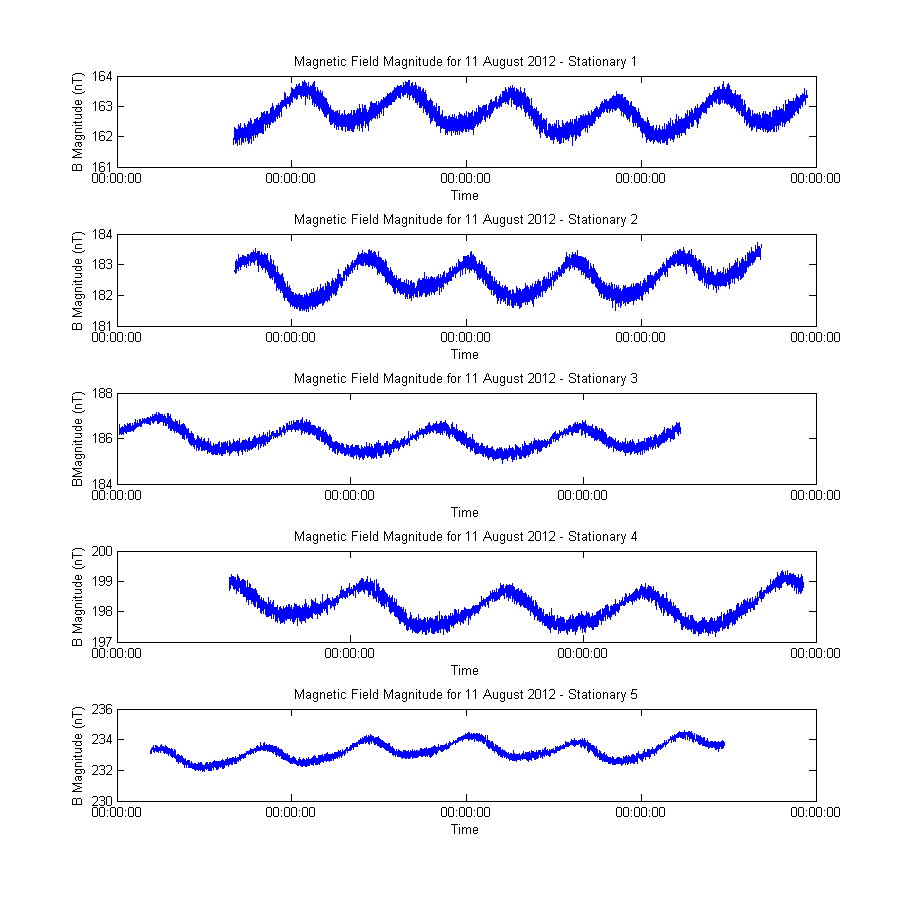 Magnetic Field Magnitude for 11 August 2012 - Stationary 1
B Magnitude (nT)
164
163
162
161
00:00:00 00:00:00 00:00:00 00:00:00 00:00:00
Time
Magnetic Field Magnitude for 11 August 2012 - Stationary 2
B Magnitude (nT)
184
183
182
181
00:00:00 00:00:00 00:00:00 00:00:00 00:00:00
Time
Magnetic Field Magnitude for 11 August 2012 - Stationary 3
BMagnitude (nT)
188
186
184
00:00:00 00:00:00 00:00:00 00:00:00
Time
Magnetic Field Magnitude for 11 August 2012 - Stationary 4
B Magnitude (nT)
200
199
198
197
00:00:00 00:00:00 00:00:00 00:00:00
Time
Magnetic Field Magnitude for 11 August 2012 - Stationary 5
B Magnitude (nT)
236
234
232
230
00:00:00 00:00:00 00:00:00 00:00:00 00:00:00
Time